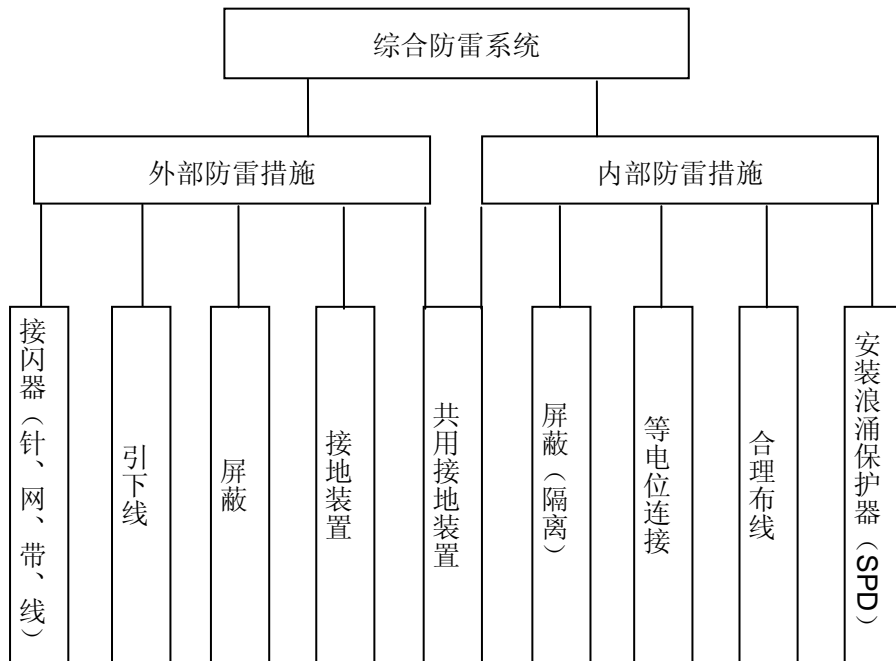 综合防雷系统
外部防雷措施
内部防雷措施
接闪器（针、网、带、线）
引下线
屏蔽
接地装置
共用接地装置
屏蔽（隔离）
等电位连接
合理布线
安装浪涌保护器（SPD）